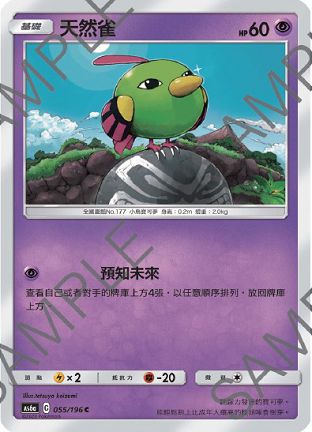 基礎 天然雀 HP 60
全國圖鑑No.177 小鳥寶可夢 身高：0.2m 體重：2.0kg
預知未來
查看自己或者對手的牌庫上方4張，以任意順序排列，放回牌庫
上方。
弱點 ×2 抵抗力 -20 撤退
illus.tetsuya koizumi
AS6a G 055/196 C
SAMPLE
SAMPLE
SAMPLE